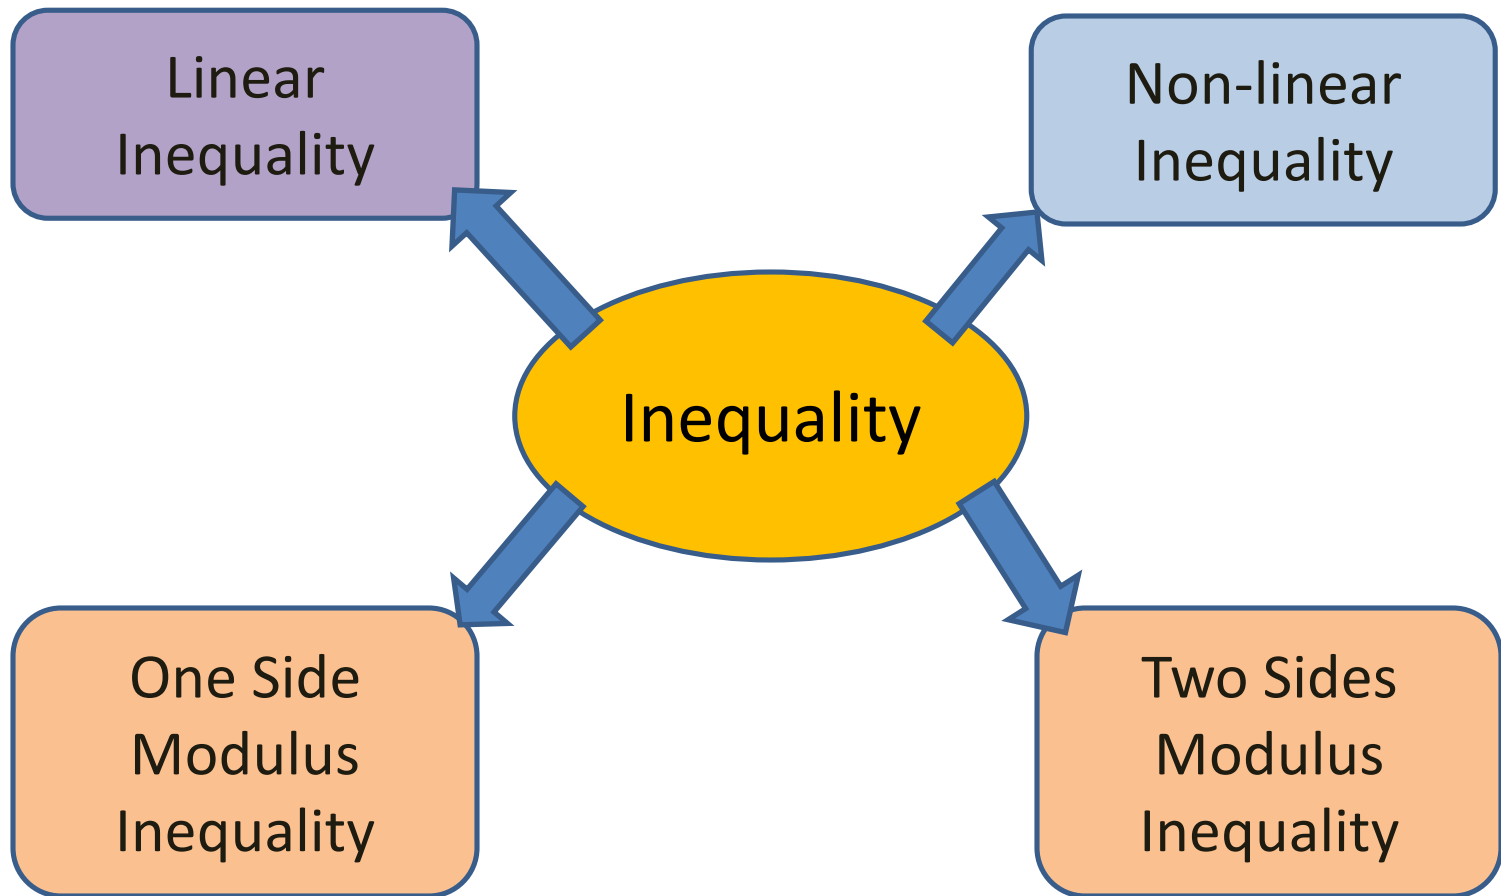 Linear
Inequality
Non-linear
Inequality
Inequality
One Side
Modulus
Inequality
Two Sides
Modulus
Inequality